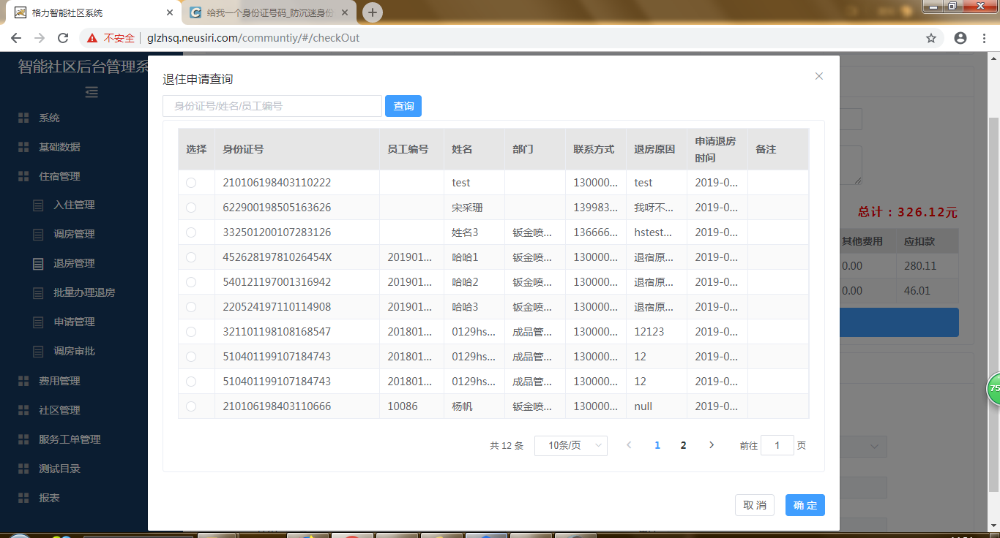 格力智能社区系统
给我一个身份证号码_防沉迷身份
不安全
glzhsq.neusiri.com/communtiy/#/checkOut
智能社区后台管理系
系统
基础数据
住宿管理
入住管理
调房管理
退房管理
批量办理退房
申请管理
调房审批
费用管理
社区管理
服务工单管理
测试目录
报表
退住申请查询
身份证号/姓名/员工编号
查询
选择 身份证号 员工编号 姓名 部门 联系方式 退房原因 申请退房时间 备注
210106198403110222 test 130000... test 2019-0...
622900198505163626 宋采珊 139983... 我呀不... 2019-0...
332501200107283126 姓名3 钣金喷... 136666... hstest... 2019-0...
45262819781026454X 201901... 哈哈1 钣金喷... 130000... 退宿原... 2019-0...
540121197001316942 201901... 哈哈2 钣金喷... 130000... 退宿原... 2019-0...
220524197110114908 201901... 哈哈3 钣金喷... 130000... 退宿原... 2019-0...
321101198108168547 201801... 0129hs... 成品管... 130000... 12123 2019-0...
510401199107184743 201801... 0129hs... 成品管... 130000... 12 2019-0...
510401199107184743 201801... 0129hs... 成品管... 130000... 12 2019-0...
210106198403110666 10086 杨帆 钣金喷... 130000... null 2019-0...
共 12 条 10条/页 1 2 前往 1 页
取 消 确 定
总计：326.12元
其他费用 应扣款
0.00 280.11
0.00 46.01
75